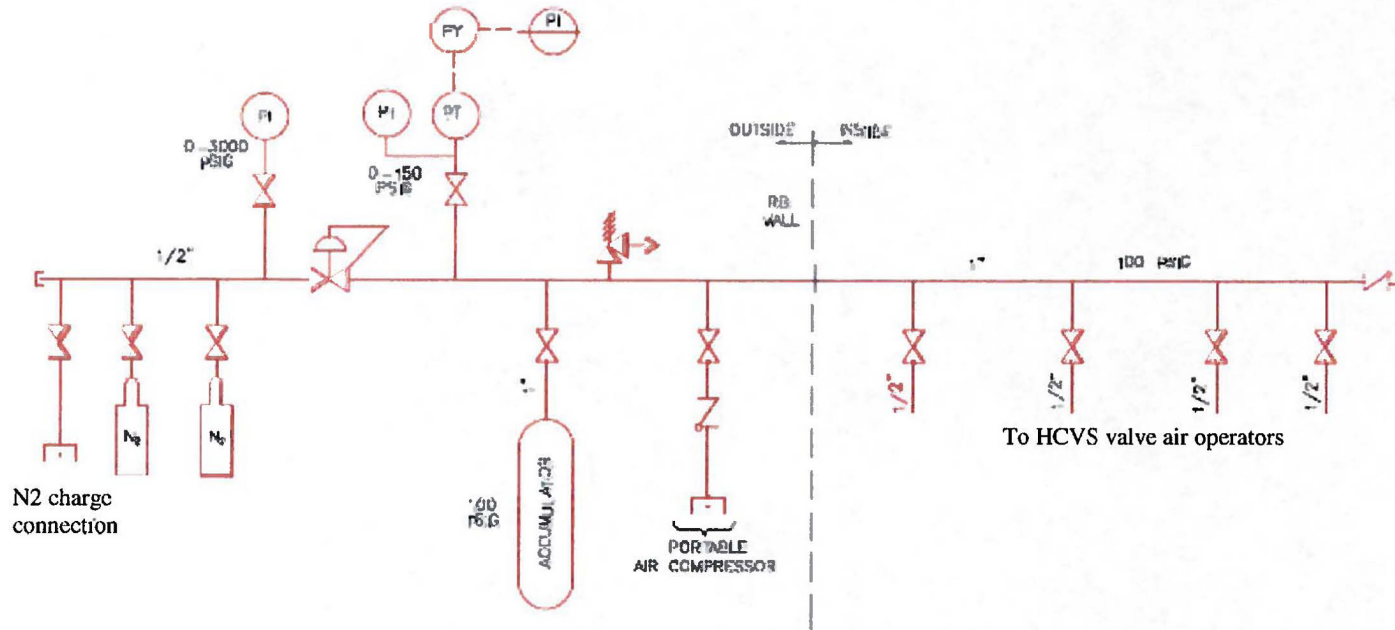 PI
PI
PT
PI
0-3000
PSIG
0-150
PSIG
OUTSIDE
INSIDE
RB
WALL
1/2"
1"
100 PSIG
1"
1/2"
1/2"
1/2"
1/2"
N2
N2
To HCVS valve air operators
N2 charge
connection
100
PSIG
ACCUMULATOR
PORTABLE
AIR COMPRESSOR